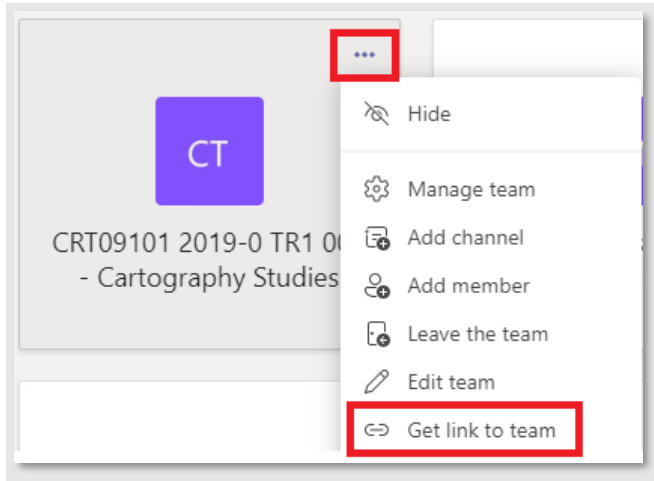 ...
Hide
CT
Manage team
CRT09101 2019-0 TR1 0
- Cartography Studies
Add channel
Add member
Leave the team
Edit team
Get link to team